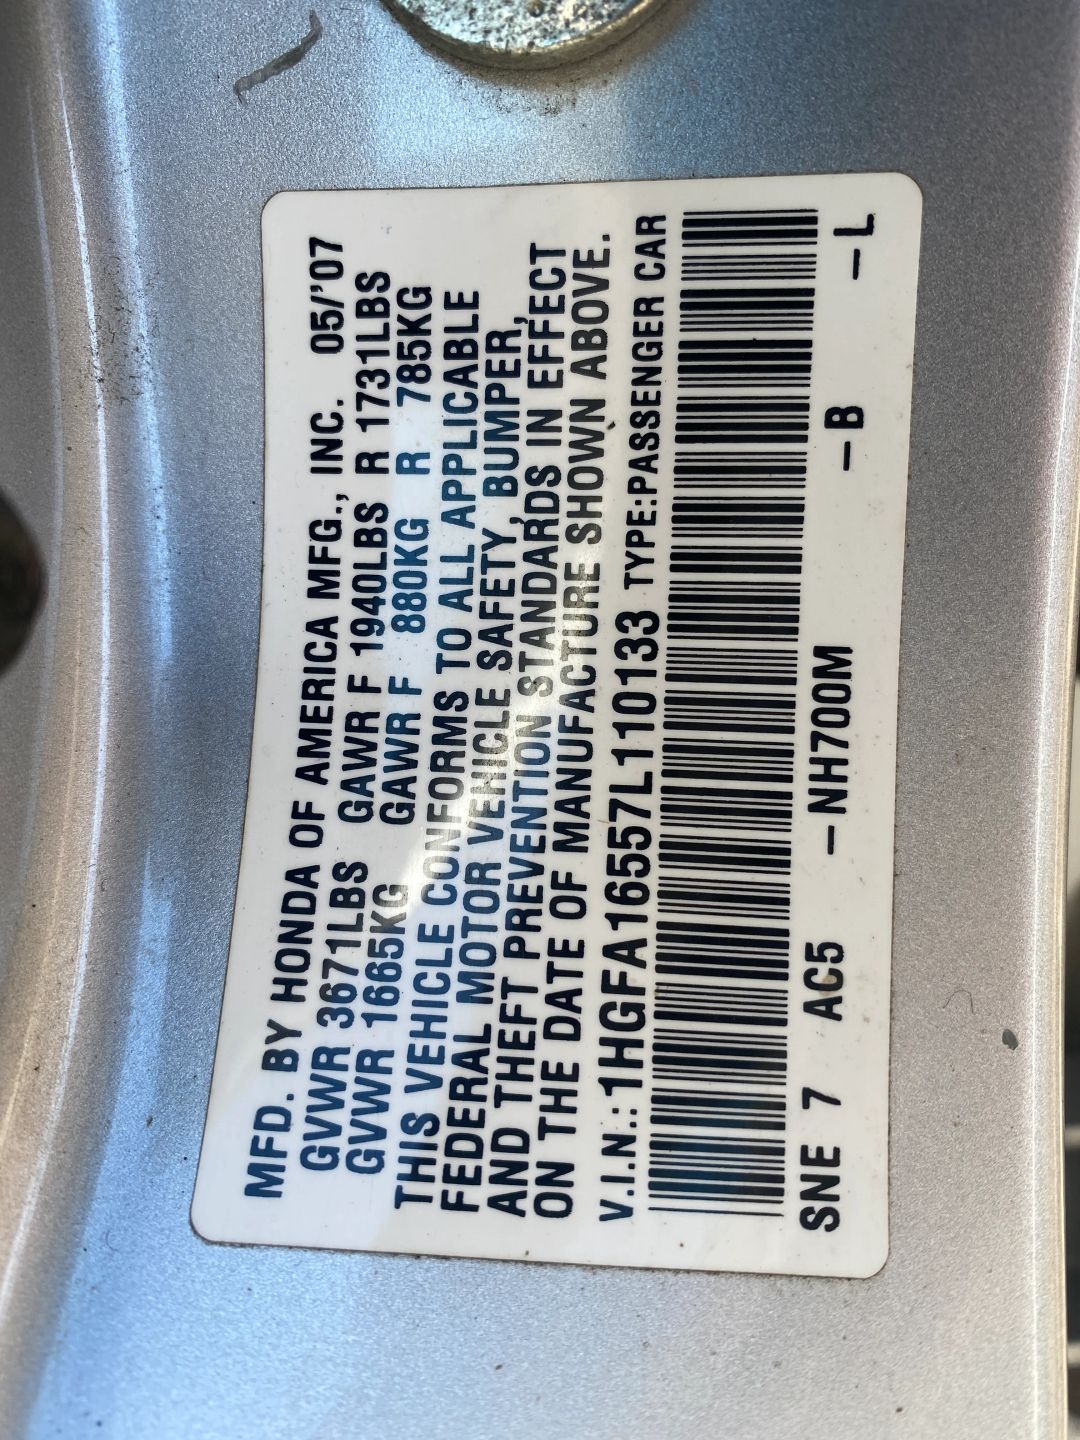 MFD. BY HONDA OF AMERICA MFG., INC. 05/'07
GVWR 3671LBS GAWR F 1940LBS R 1731LBS
GVWR 1665KG GAWR F 880KG R 785KG
THIS VEHICLE CONFORMS TO ALL APPLICABLE
FEDERAL MOTOR VEHICLE SAFETY, BUMPER,
AND THEFT PREVENTION STANDARDS IN EFFECT
ON THE DATE OF MANUFACTURE SHOWN ABOVE.
V.I.N.:1HGFA16557L110133 TYPE:PASSENGER CAR
SNE 7 AC5 -NH700M -B -L